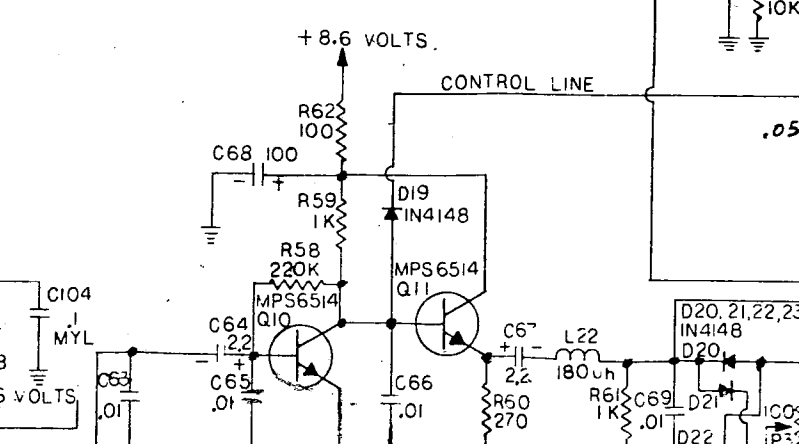 10K
+ 8.6 VOLTS.
CONTROL LINE
R62
100
.05
C68 100
- +
D19
1N4148
R59
1K
R58
220K
MPS6514
Q11
C104
.1
MYL
MPS6514
Q10
C64
2.2
- +
C67
+ -
2.2
L22
180uh
D20,21,22,23
1N4148
D20
C63
.01
C65
.01
C66
.01
R60
270
R61
1K
C69
.01
D21
D22
VOLTS